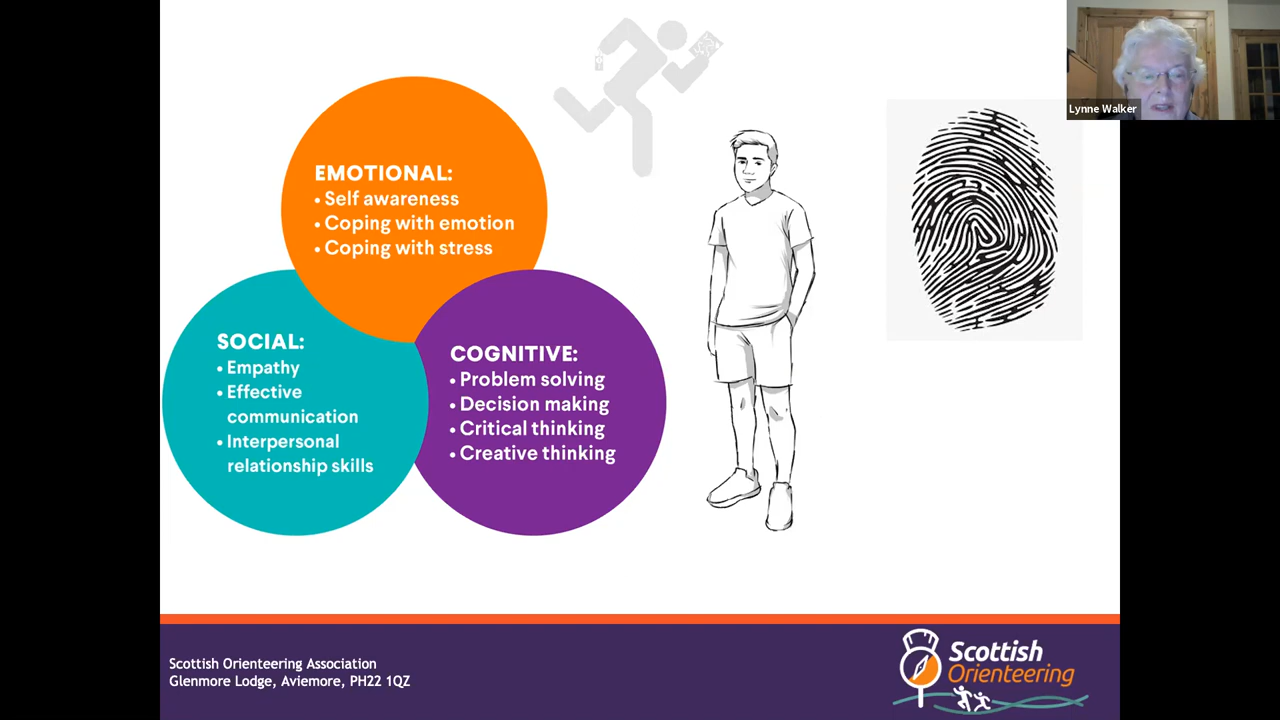 Lynne Walker
EMOTIONAL:
• Self awareness
• Coping with emotion
• Coping with stress
SOCIAL:
• Empathy
• Effective
communication
• Interpersonal
relationship skills
COGNITIVE:
• Problem solving
• Decision making
• Critical thinking
• Creative thinking
Scottish Orienteering Association
Glenmore Lodge, Aviemore, PH22 1QZ
Scottish
Orienteering